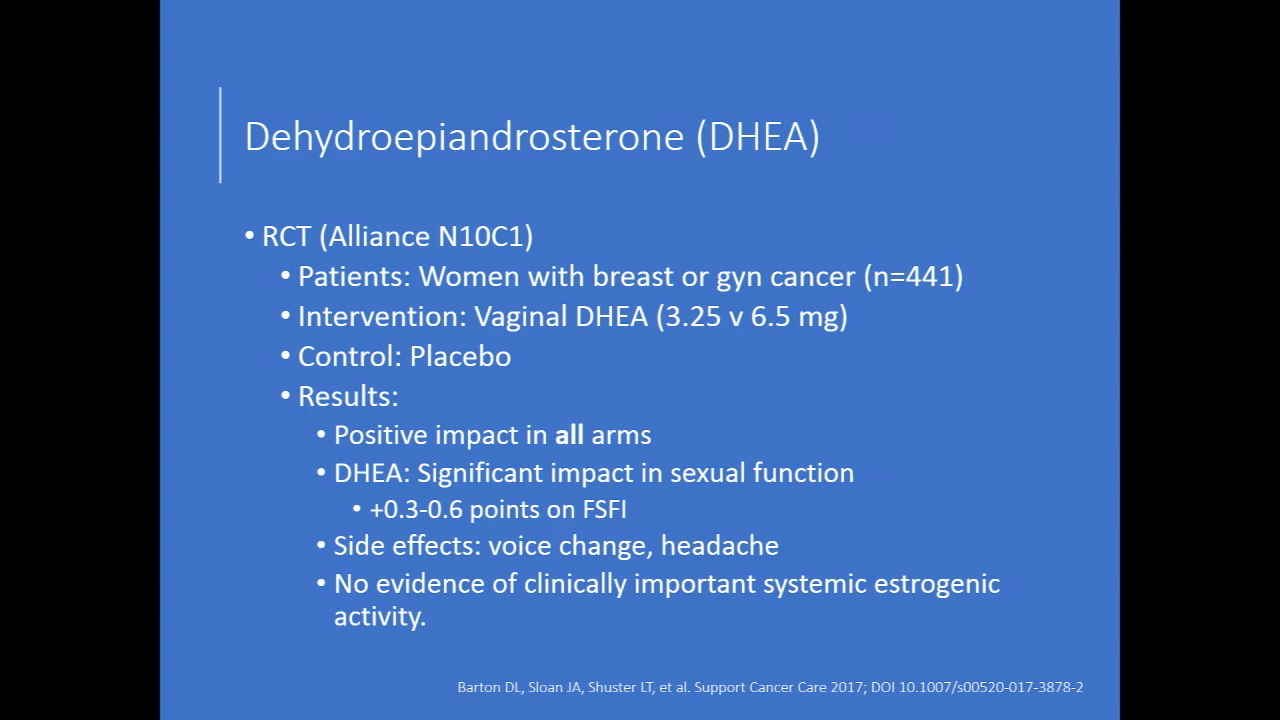 Dehydroepiandrosterone (DHEA)
• RCT (Alliance N10C1)
• Patients: Women with breast or gyn cancer (n=441)
• Intervention: Vaginal DHEA (3.25 v 6.5 mg)
• Control: Placebo
• Results:
• Positive impact in all arms
• DHEA: Significant impact in sexual function
• +0.3-0.6 points on FSFI
• Side effects: voice change, headache
• No evidence of clinically important systemic estrogenic
activity.
Barton DL, Sloan JA, Shuster LT, et al. Support Cancer Care 2017; DOI 10.1007/s00520-017-3878-2